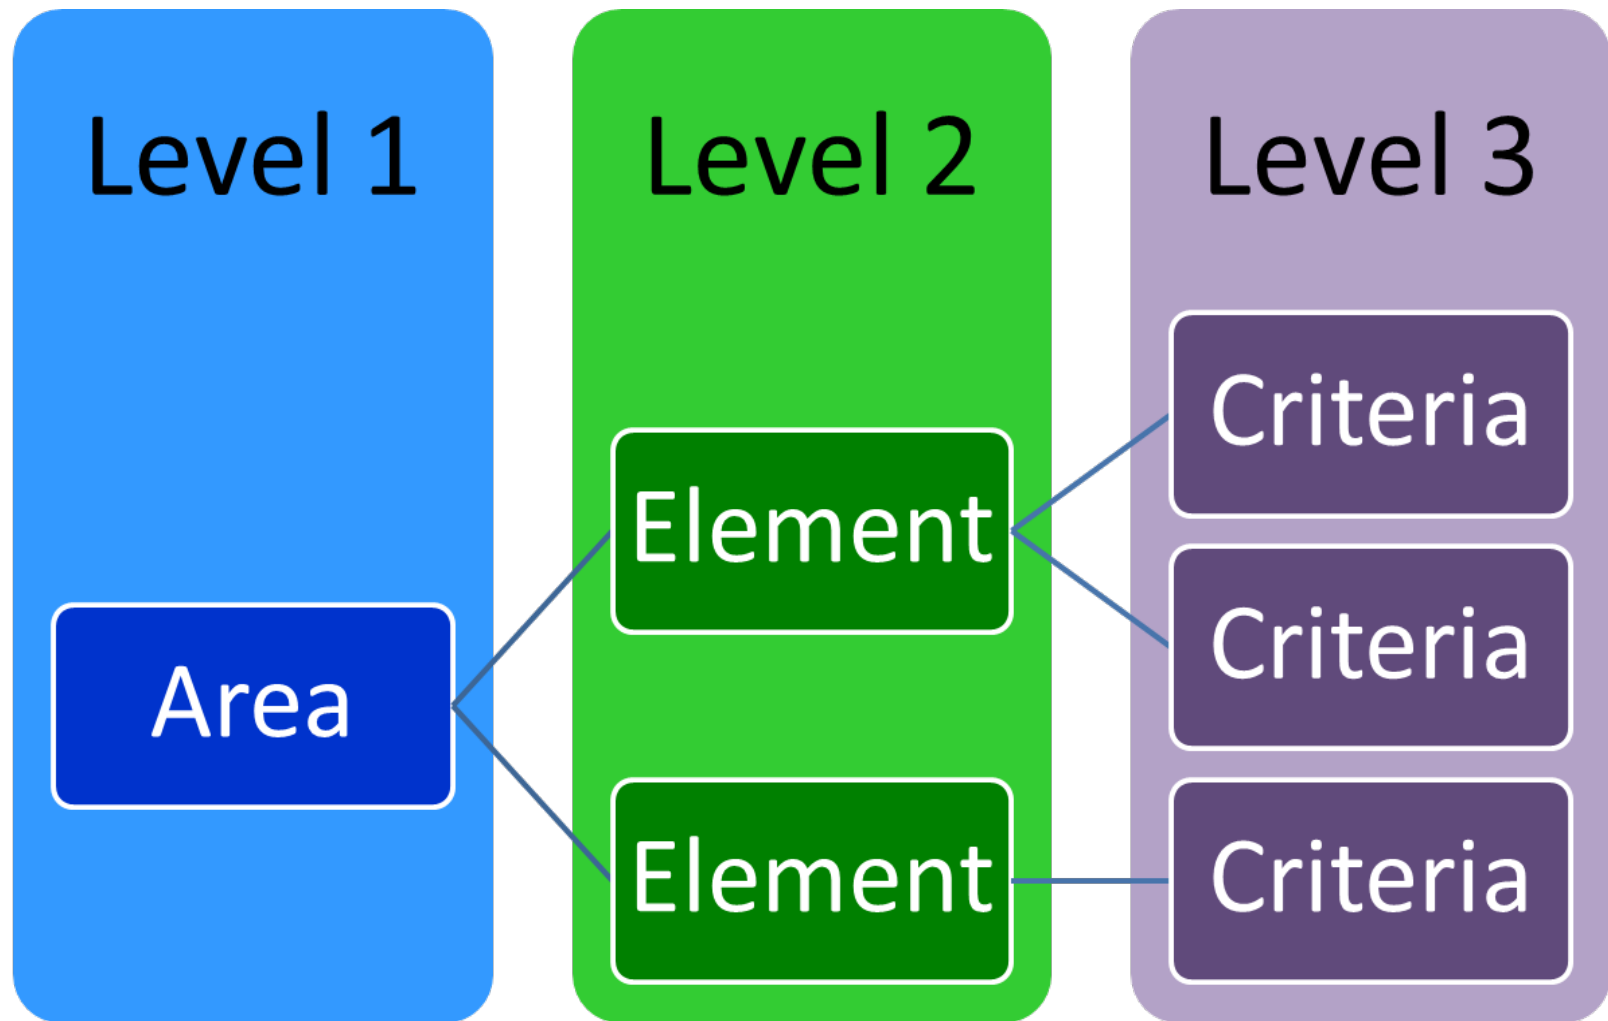 Level 1
Level 2
Level 3
Area
Element
Element
Criteria
Criteria
Criteria